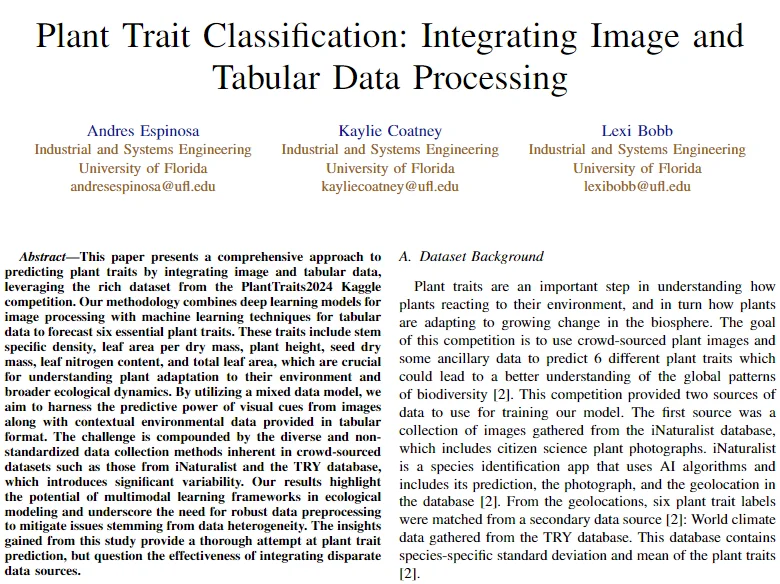 Plant Trait Classification: Integrating Image and
Tabular Data Processing
Andres Espinosa
Industrial and Systems Engineering
University of Florida
andresespinosa@ufl.edu
Kaylie Coatney
Industrial and Systems Engineering
University of Florida
kayliecoatney@ufl.edu
Lexi Bobb
Industrial and Systems Engineering
University of Florida
lexibobb@ufl.edu
Abstract—This paper presents a comprehensive approach to
predicting plant traits by integrating image and tabular data,
leveraging the rich dataset from the PlantTraits2024 Kaggle
competition. Our methodology combines deep learning models for
image processing with machine learning techniques for tabular
data to forecast six essential plant traits. These traits include stem
specific density, leaf area per dry mass, plant height, seed dry
mass, leaf nitrogen content, and total leaf area, which are crucial
for understanding plant adaptation to their environment and
broader ecological dynamics. By utilizing a mixed data model, we
aim to harness the predictive power of visual cues from images
along with contextual environmental data provided in tabular
format. The challenge is compounded by the diverse and non-
standardized data collection methods inherent in crowd-sourced
datasets such as those from iNaturalist and the TRY database,
which introduces significant variability. Our results highlight
the potential of multimodal learning frameworks in ecological
modeling and underscore the need for robust data preprocessing
to mitigate issues stemming from data heterogeneity. The insights
gained from this study provide a thorough attempt at plant trait
prediction, but question the effectiveness of integrating disparate
data sources.
A. Dataset Background
Plant traits are an important step in understanding how
plants reacting to their environment, and in turn how plants
are adapting to growing change in the biosphere. The goal
of this competition is to use crowd-sourced plant images and
some ancillary data to predict 6 different plant traits which
could lead to a better understanding of the global patterns
of biodiversity [2]. This competition provided two sources of
data to use for training our model. The first source was a
collection of images gathered from the iNaturalist database,
which includes citizen science plant photographs. iNaturalist
is a species identification app that uses AI algorithms and
includes its prediction, the photograph, and the geolocation in
the database [2]. From the geolocations, six plant trait labels
were matched from a secondary data source [2]: World climate
data gathered from the TRY database. This database contains
species-specific standard deviation and mean of the plant traits
[2].